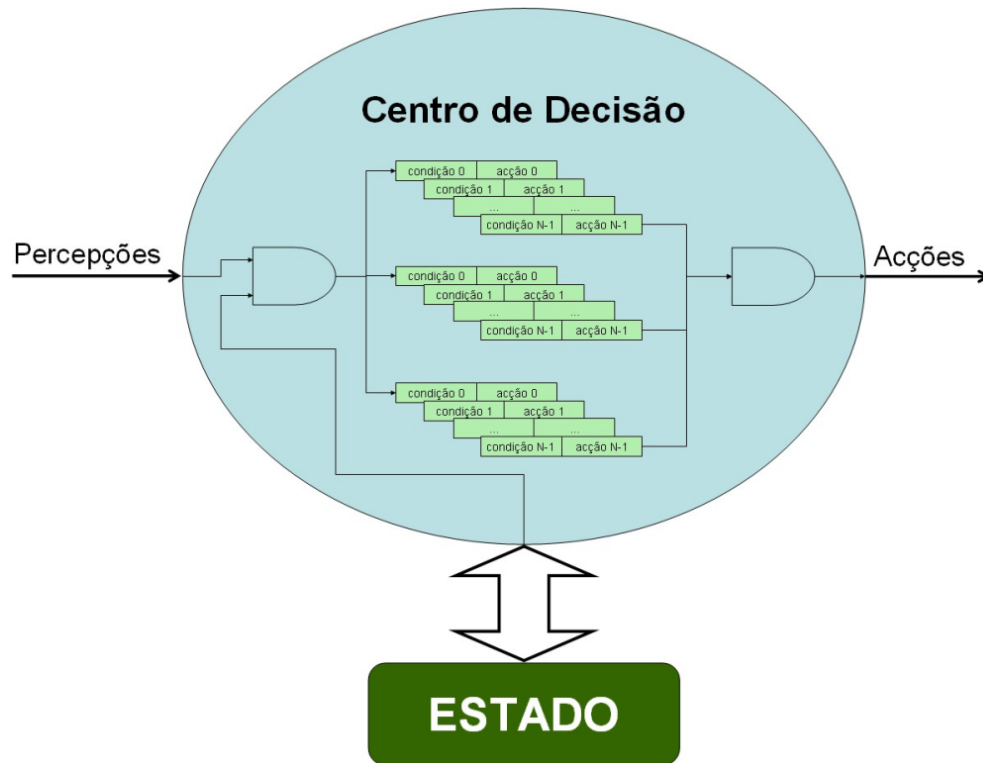 Centro de Decisão
condição 0 acção 0
condição 1 acção 1
... ...
condição N-1 acção N-1
Percepções
Acções
condição 0 acção 0
condição 1 acção 1
... ...
condição N-1 acção N-1
condição 0 acção 0
condição 1 acção 1
... ...
condição N-1 acção N-1
ESTADO